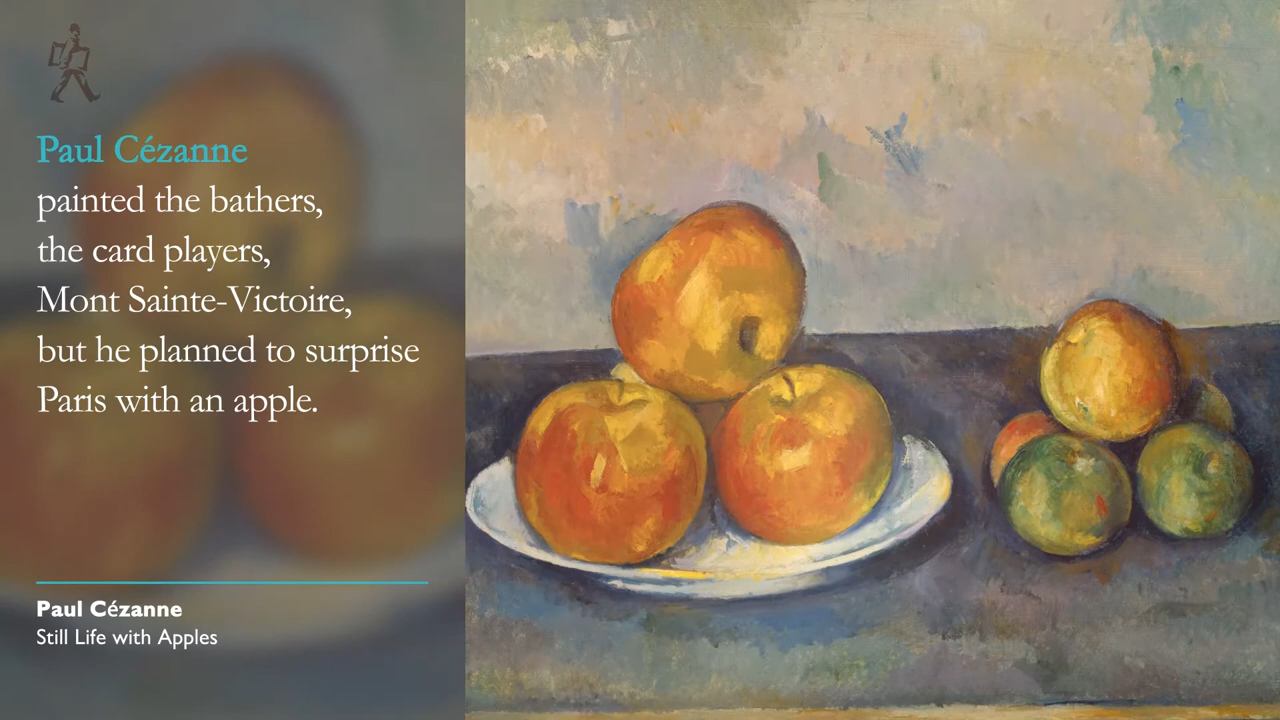 Paul Cézanne
painted the bathers,
the card players,
Mont Sainte-Victoire,
but he planned to surprise
Paris with an apple.
Paul Cézanne
Still Life with Apples